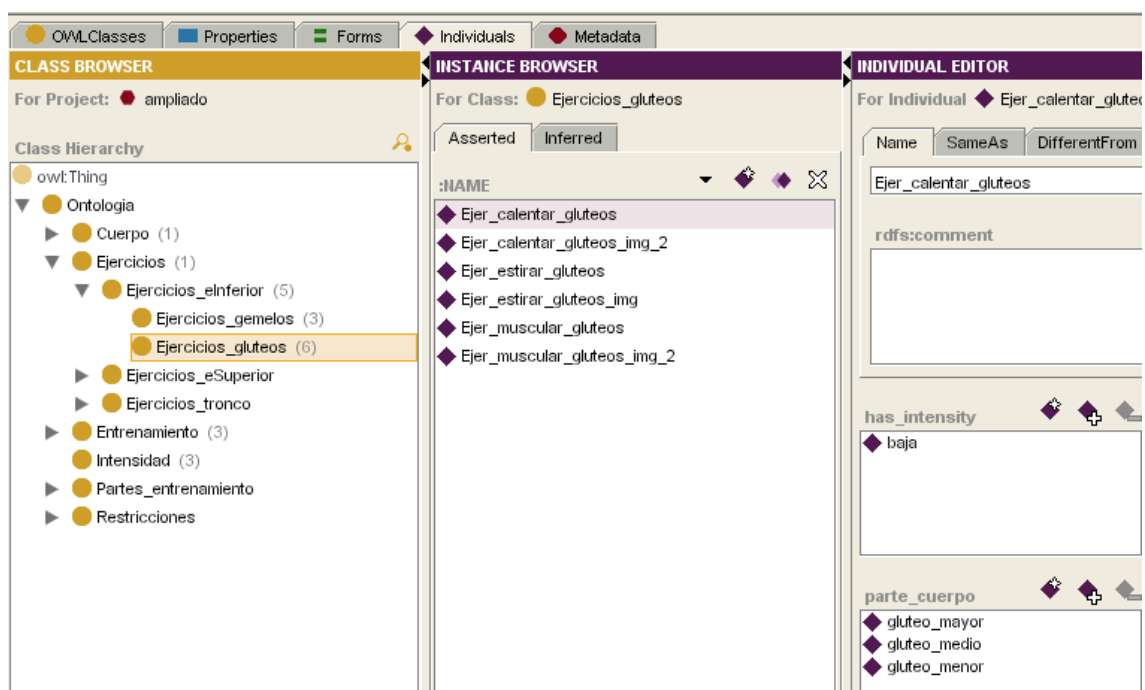 OWLClasses Properties Forms Individuals Metadata
CLASS BROWSER
For Project: ampliado
Class Hierarchy
owl:Thing
Ontologia
Cuerpo (1)
Ejercicios (1)
Ejercicios_eInferior (5)
Ejercicios_gemelos (3)
Ejercicios_gluteos (6)
Ejercicios_eSuperior
Ejercicios_tronco
Entrenamiento (3)
Intensidad (3)
Partes_entrenamiento
Restricciones
INSTANCE BROWSER
For Class: Ejercicios_gluteos
Asserted Inferred
:NAME
Ejer_calentar_gluteos
Ejer_calentar_gluteos_img_2
Ejer_estirar_gluteos
Ejer_estirar_gluteos_img
Ejer_muscular_gluteos
Ejer_muscular_gluteos_img_2
INDIVIDUAL EDITOR
For Individual Ejer_calentar_gluteo
Name SameAs DifferentFrom
Ejer_calentar_gluteos
rdfs:comment
has_intensity
baja
parte_cuerpo
gluteo_mayor
gluteo_medio
gluteo_menor